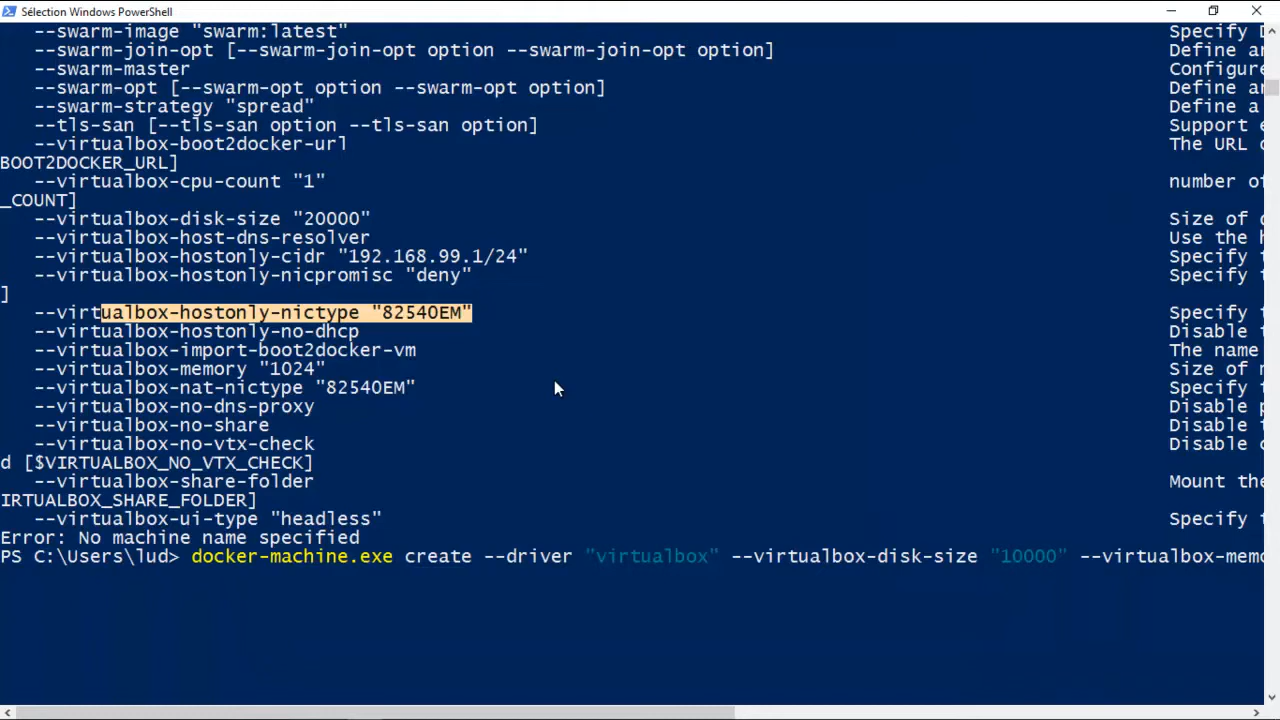 Sélection Windows PowerShell
--swarm-image "swarm:latest" Specify D
--swarm-join-opt [--swarm-join-opt option --swarm-join-opt option] Define an
--swarm-master Configure
--swarm-opt [--swarm-opt option --swarm-opt option] Define an
--swarm-strategy "spread" Define a
--tls-san [--tls-san option --tls-san option] Support e
--virtualbox-boot2docker-url The URL o
BOOT2DOCKER_URL]
--virtualbox-cpu-count "1" number of
_COUNT]
--virtualbox-disk-size "20000" Size of d
--virtualbox-host-dns-resolver Use the h
--virtualbox-hostonly-cidr "192.168.99.1/24" Specify t
--virtualbox-hostonly-nicpromisc "deny" Specify t
]
--virtualbox-hostonly-nictype "82540EM" Specify t
--virtualbox-hostonly-no-dhcp Disable t
--virtualbox-import-boot2docker-vm The name
--virtualbox-memory "1024" Size of m
--virtualbox-nat-nictype "82540EM" Specify t
--virtualbox-no-dns-proxy Disable p
--virtualbox-no-share Disable t
--virtualbox-no-vtx-check Disable c
d [$VIRTUALBOX_NO_VTX_CHECK]
--virtualbox-share-folder Mount the
IRTUALBOX_SHARE_FOLDER]
--virtualbox-ui-type "headless" Specify t
Error: No machine name specified
PS C:\Users\lud> docker-machine.exe create --driver "virtualbox" --virtualbox-disk-size "10000" --virtualbox-memo